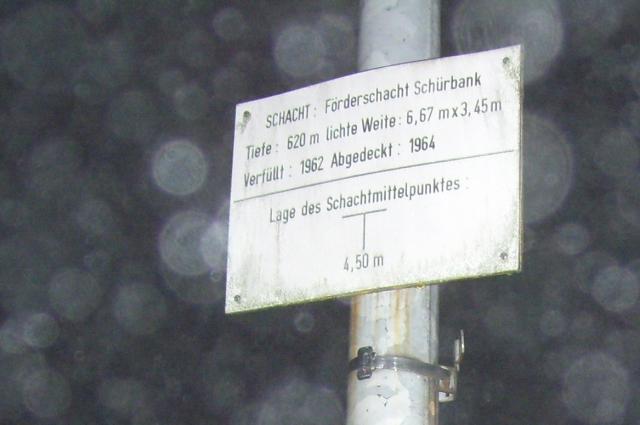 SCHACHT: Förderschacht Schürbank
Tiefe: 620 m lichte Weite: 6,67 m x 3,45 m
Verfüllt: 1962 Abgedeckt: 1964
Lage des Schachtmittelpunktes:
4,50 m